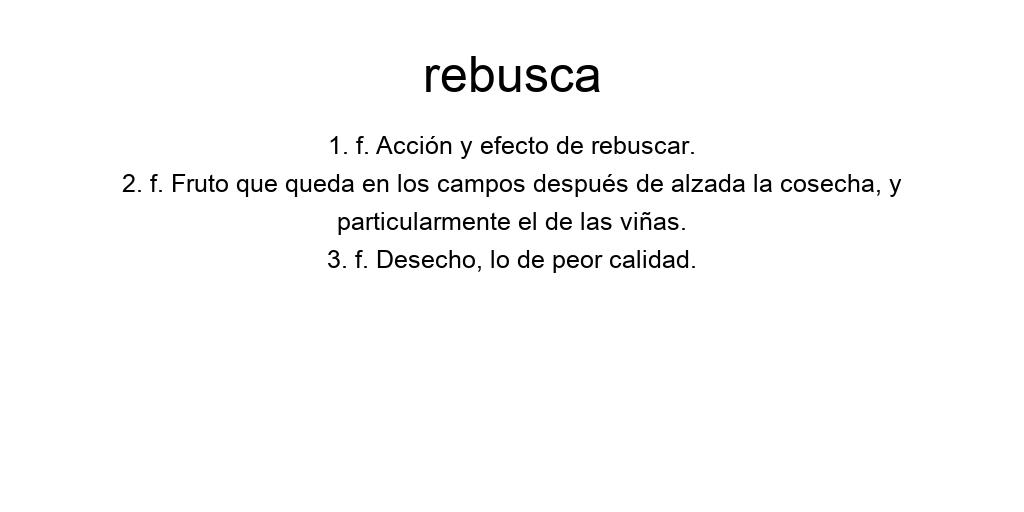 rebusca
1. f. Acción y efecto de rebuscar.
2. f. Fruto que queda en los campos después de alzada la cosecha, y
particularmente el de las viñas.
3. f. Desecho, lo de peor calidad.